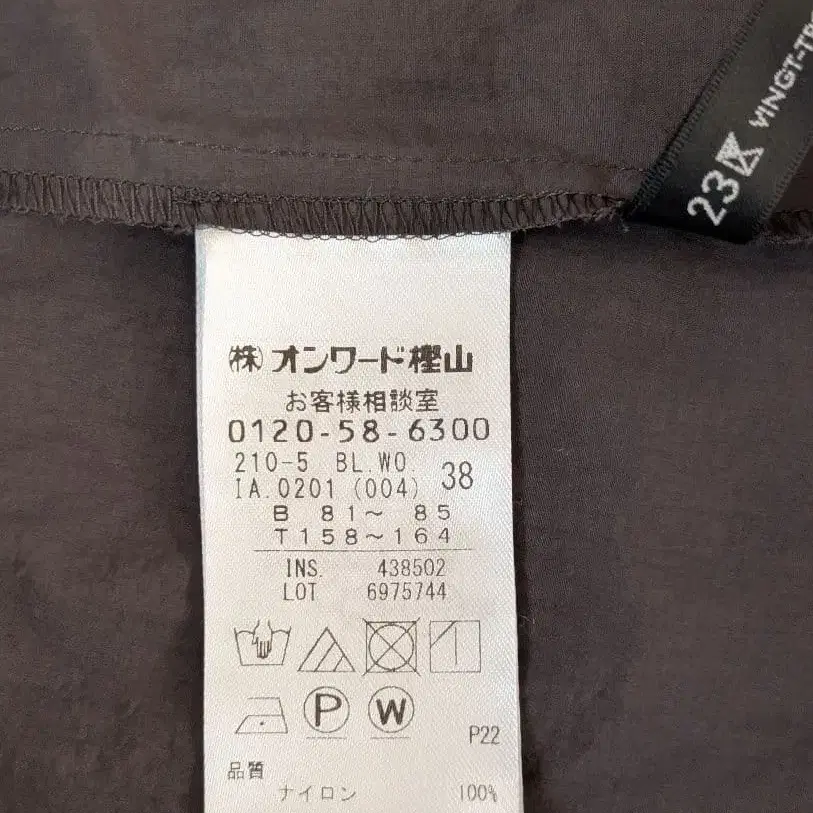 23区 VINGT-TR
(株)オンワード樫山
お客様相談室
0120-58-6300
210-5 BL.WO.
IA.0201 (004) 38
B 81～ 85
T158～164
INS. 438502
LOT 6975744
P W
P22
品質
ナイロン 100%